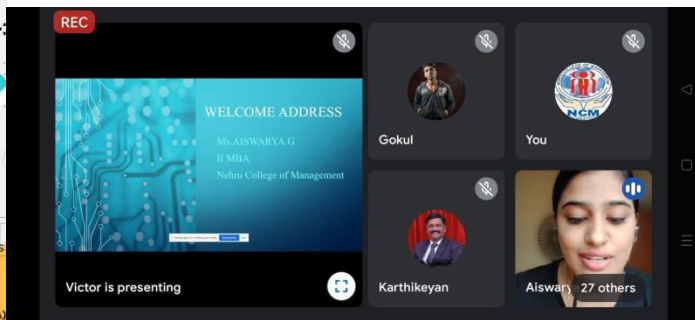 REC
WELCOME ADDRESS
Ms.AISWARYA.G
II MBA
Nehru College of Management
Victor is presenting
Gokul
You
NCM
Karthikeyan
Aiswary
27 others